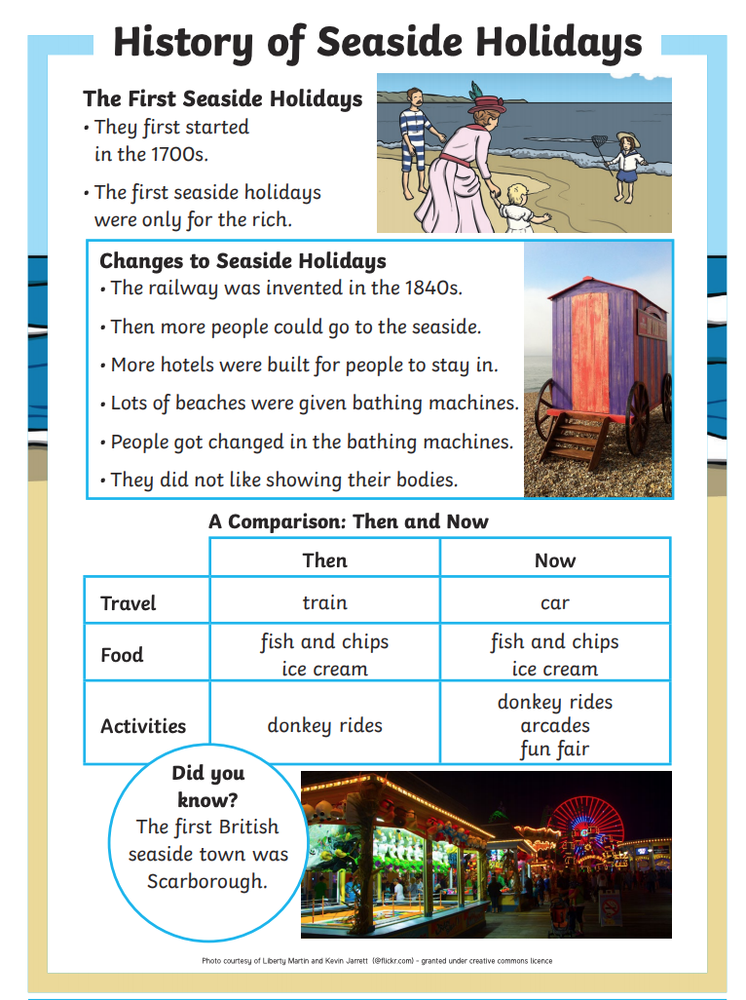 History of Seaside Holidays
The First Seaside Holidays
• They first started
in the 1700s.
• The first seaside holidays
were only for the rich.
Changes to Seaside Holidays
• The railway was invented in the 1840s.
• Then more people could go to the seaside.
• More hotels were built for people to stay in.
• Lots of beaches were given bathing machines.
• People got changed in the bathing machines.
• They did not like showing their bodies.
A Comparison: Then and Now
Then Now
Travel train car
Food fish and chips fish and chips
ice cream ice cream
Activities donkey rides donkey rides
arcades
fun fair
Did you
know?
The first British
seaside town was
Scarborough.
Photo courtesy of Liberty Martin and Kevin Jarrett (@flickr.com) - granted under creative commons licence